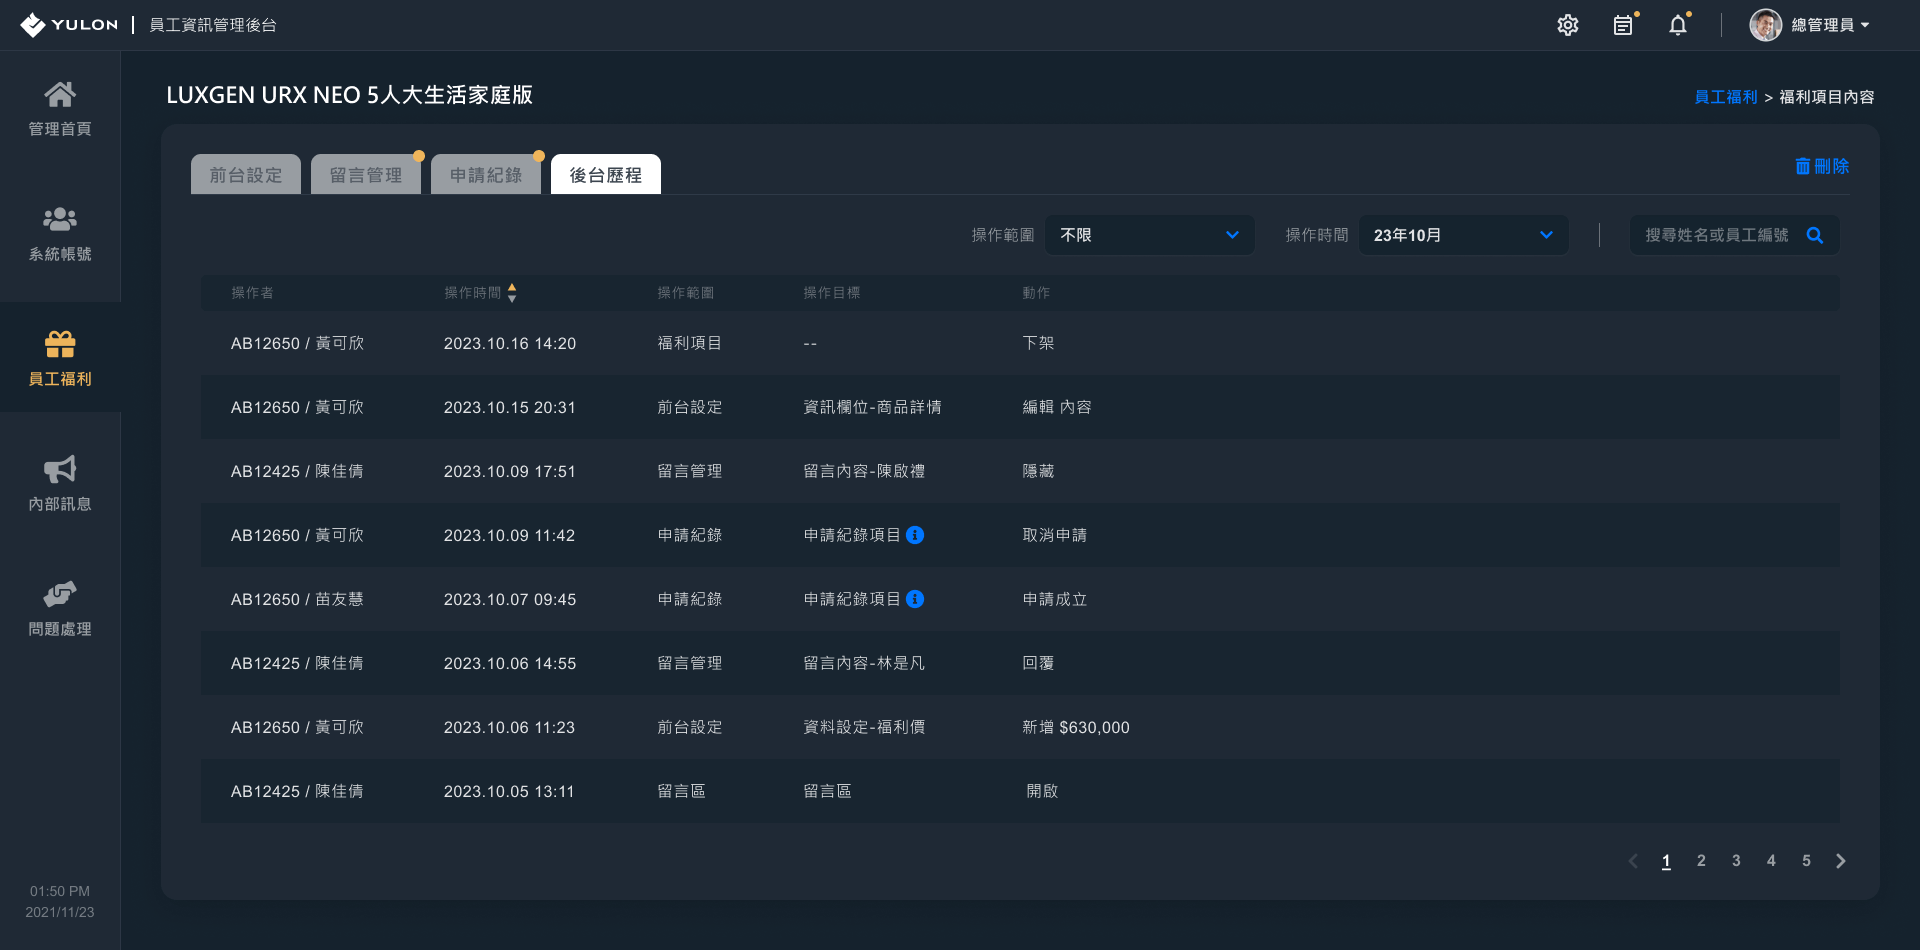 YULON | 員工資訊管理後台
總管理員
管理首頁
系統帳號
員工福利
內部訊息
問題處理
01:50 PM
2021/11/23
LUXGEN URX NEO 5人大生活家庭版
員工福利 > 福利項目內容
前台設定 留言管理 申請紀錄 後台歷程
刪除
操作範圍 不限 操作時間 23年10月 搜尋姓名或員工編號
操作者 操作時間 操作範圍 操作目標 動作
AB12650 / 黃可欣 2023.10.16 14:20 福利項目 -- 下架
AB12650 / 黃可欣 2023.10.15 20:31 前台設定 資訊欄位-商品詳情 編輯 內容
AB12425 / 陳佳倩 2023.10.09 17:51 留言管理 留言內容-陳啟禮 隱藏
AB12650 / 黃可欣 2023.10.09 11:42 申請紀錄 申請紀錄項目 取消申請
AB12650 / 苗友慧 2023.10.07 09:45 申請紀錄 申請紀錄項目 申請成立
AB12425 / 陳佳倩 2023.10.06 14:55 留言管理 留言內容-林是凡 回覆
AB12650 / 黃可欣 2023.10.06 11:23 前台設定 資料設定-福利價 新增 $630,000
AB12425 / 陳佳倩 2023.10.05 13:11 留言區 留言區 開啟
1 2 3 4 5